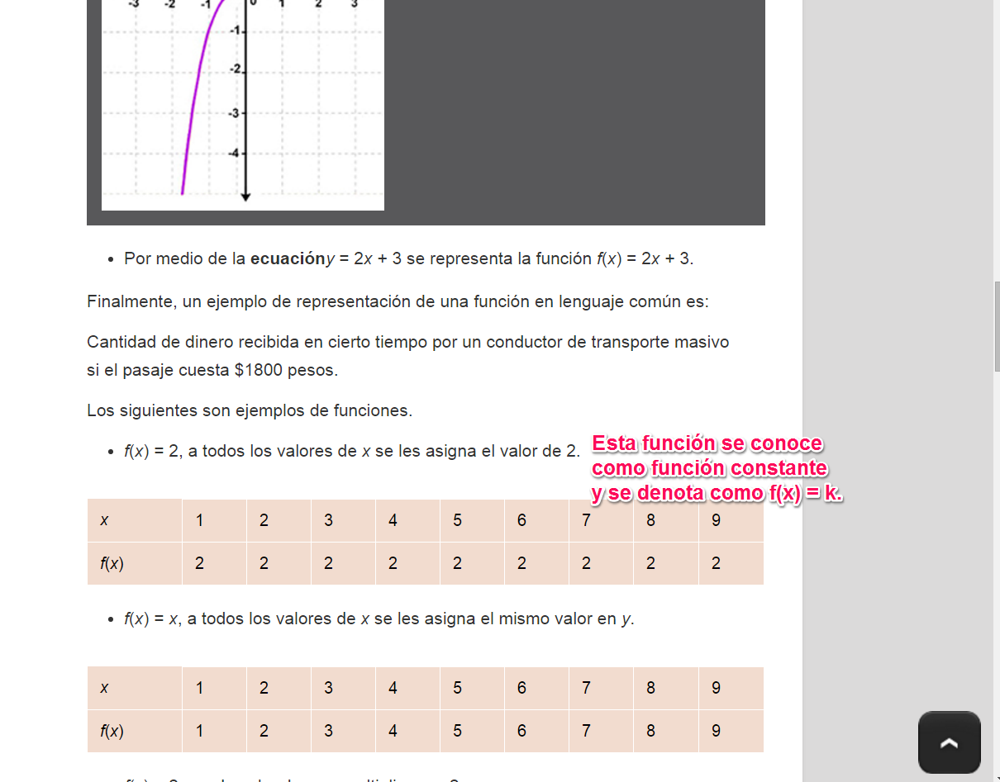 -3 -2 -1 0 1 2 3
-1
-2
-3
-4
• Por medio de la ecuacióny = 2x + 3 se representa la función f(x) = 2x + 3.
Finalmente, un ejemplo de representación de una función en lenguaje común es:
Cantidad de dinero recibida en cierto tiempo por un conductor de transporte masivo
si el pasaje cuesta $1800 pesos.
Los siguientes son ejemplos de funciones.
• f(x) = 2, a todos los valores de x se les asigna el valor de 2.
Esta función se conoce
como función constante
y se denota como f(x) = k.
x 1 2 3 4 5 6 7 8 9
f(x) 2 2 2 2 2 2 2 2 2
• f(x) = x, a todos los valores de x se les asigna el mismo valor en y.
x 1 2 3 4 5 6 7 8 9
f(x) 1 2 3 4 5 6 7 8 9